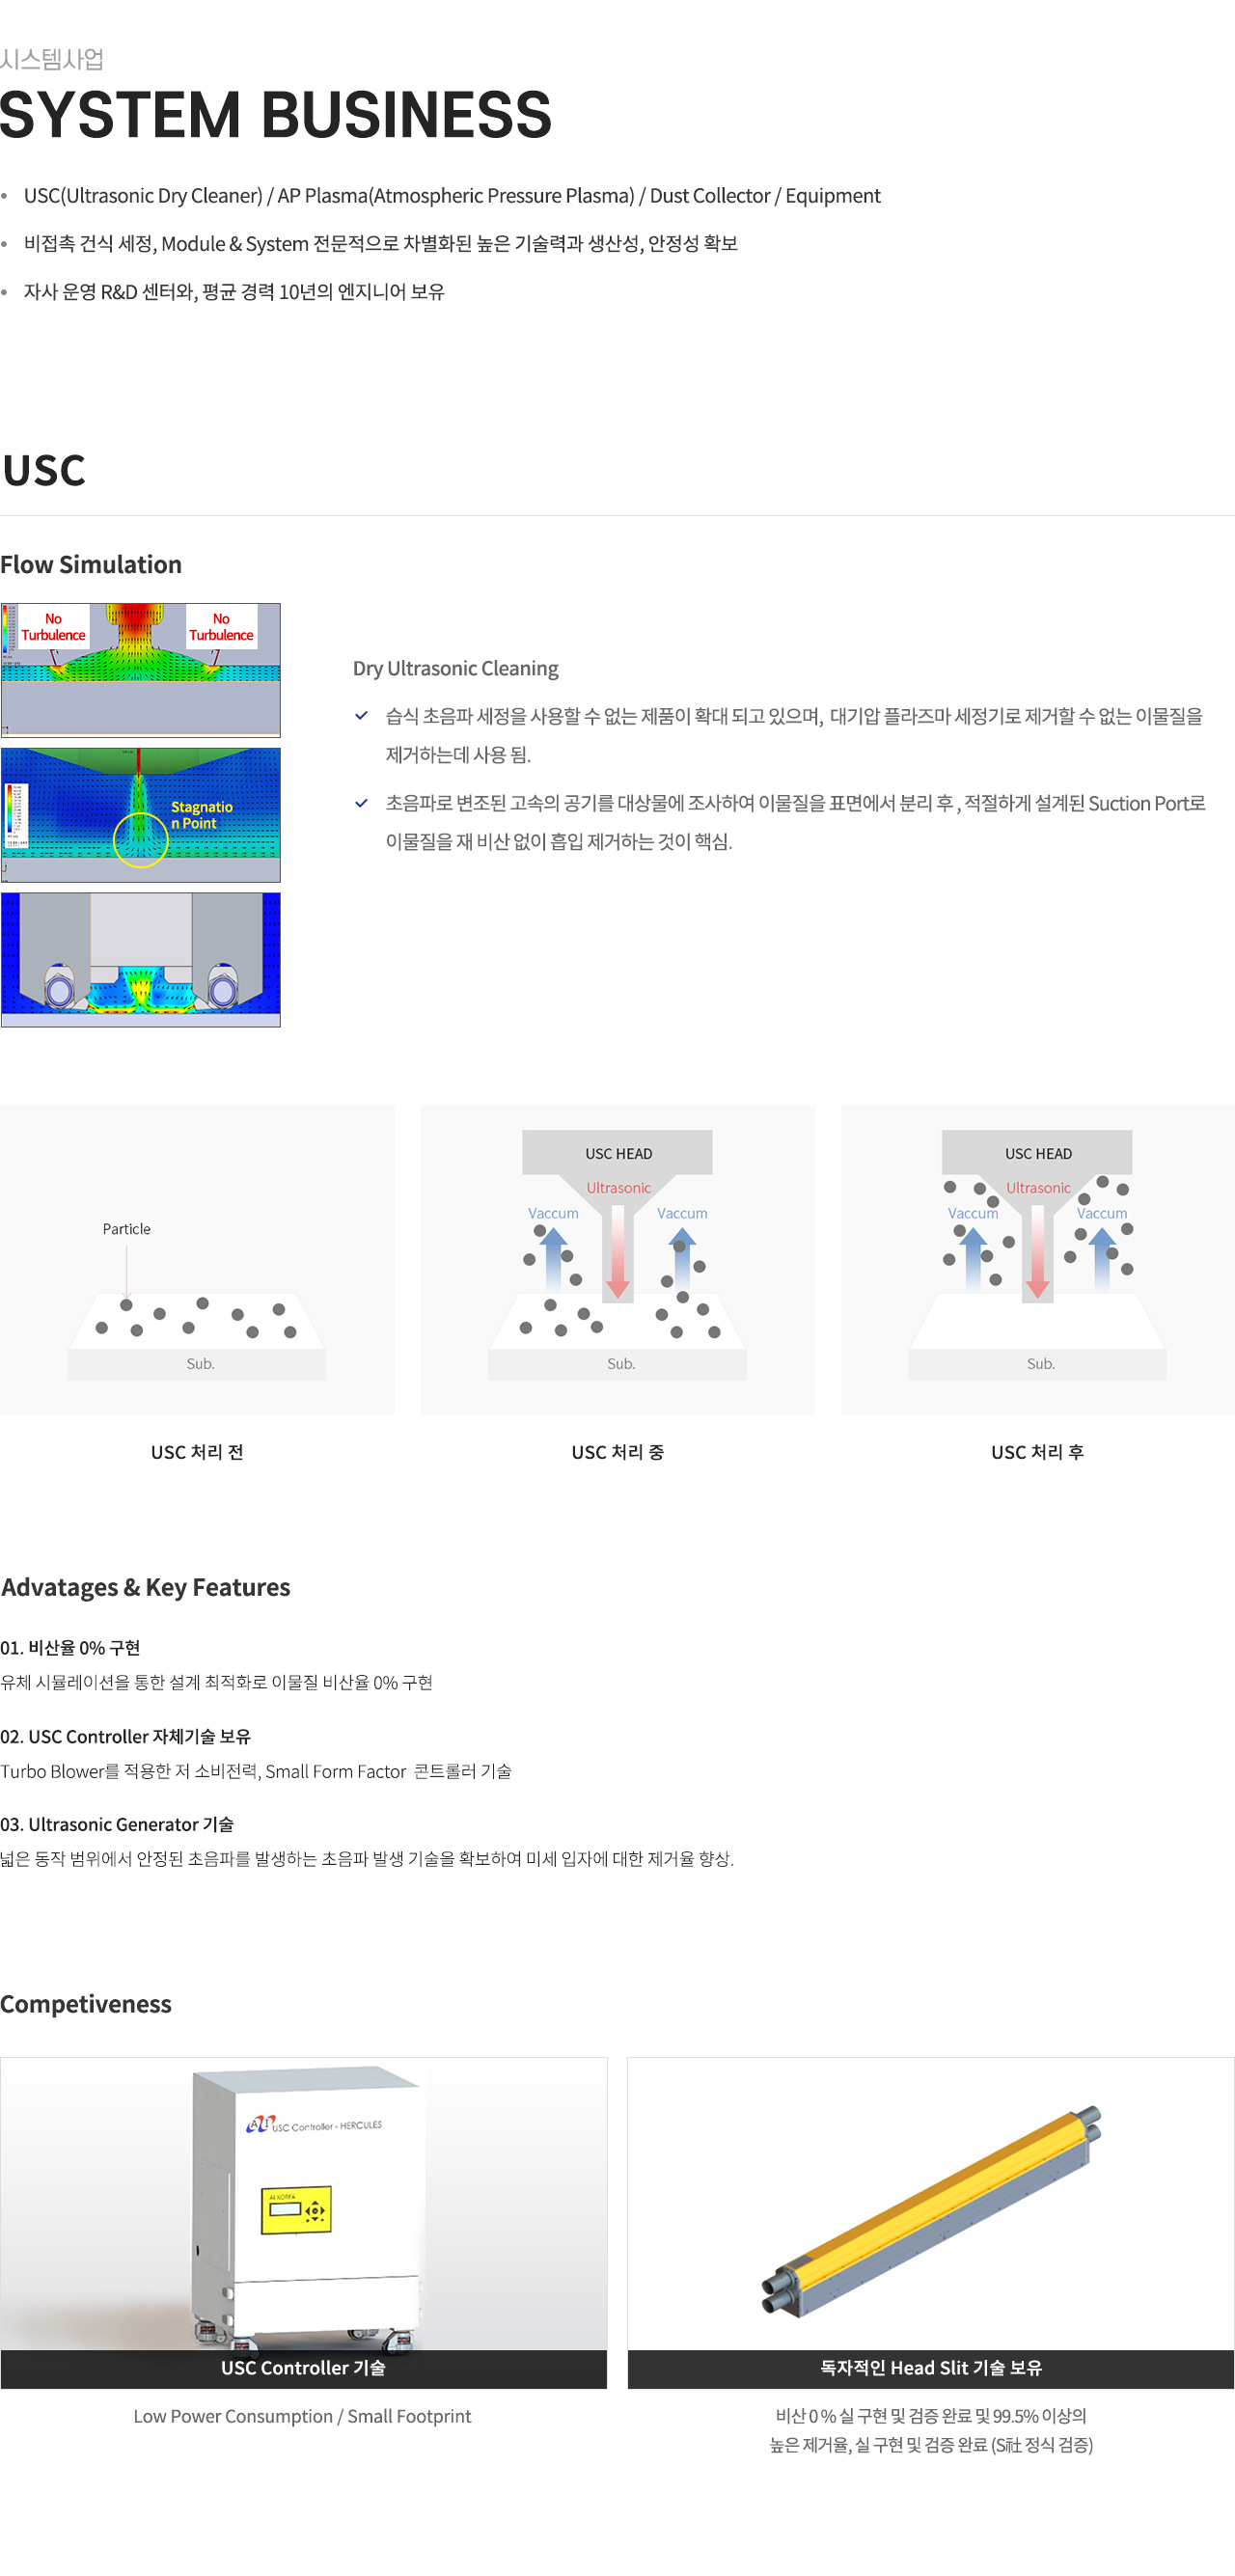 시스템사업
SYSTEM BUSINESS
USC(Ultrasonic Dry Cleaner) / AP Plasma(Atmospheric Pressure Plasma) / Dust Collector / Equipment
비접촉 건식 세정, Module & System 전문적으로 차별화된 높은 기술력과 생산성, 안정성 확보
자사 운영 R&D 센터와, 평균 경력 10년의 엔지니어 보유
USC
Flow Simulation
No
Turbulence
No
Turbulence
Stagnatio
n Point
Dry Ultrasonic Cleaning
습식 초음파 세정을 사용할 수 없는 제품이 확대 되고 있으며, 대기압 플라즈마 세정기로 제거할 수 없는 이물질을
제거하는데 사용 됨.
초음파로 변조된 고속의 공기를 대상물에 조사하여 이물질을 표면에서 분리 후 , 적절하게 설계된 Suction Port로
이물질을 재 비산 없이 흡입 제거하는 것이 핵심.
Particle
Sub.
USC 처리 전
USC HEAD
Ultrasonic
Vaccum
Vaccum
Sub.
USC 처리 중
USC HEAD
Ultrasonic
Vaccum
Vaccum
Sub.
USC 처리 후
Advatages & Key Features
01. 비산율 0% 구현
유체 시뮬레이션을 통한 설계 최적화로 이물질 비산율 0% 구현
02. USC Controller 자체기술 보유
Turbo Blower를 적용한 저 소비전력, Small Form Factor 콘트롤러 기술
03. Ultrasonic Generator 기술
넓은 동작 범위에서 안정된 초음파를 발생하는 초음파 발생 기술을 확보하여 미세 입자에 대한 제거율 향상.
Competiveness
USC Controller - HERCULES
AI KOREA
USC Controller 기술
Low Power Consumption / Small Footprint
독자적인 Head Slit 기술 보유
비산 0 % 실 구현 및 검증 완료 및 99.5% 이상의
높은 제거율, 실 구현 및 검증 완료 (S社 정식 검증)